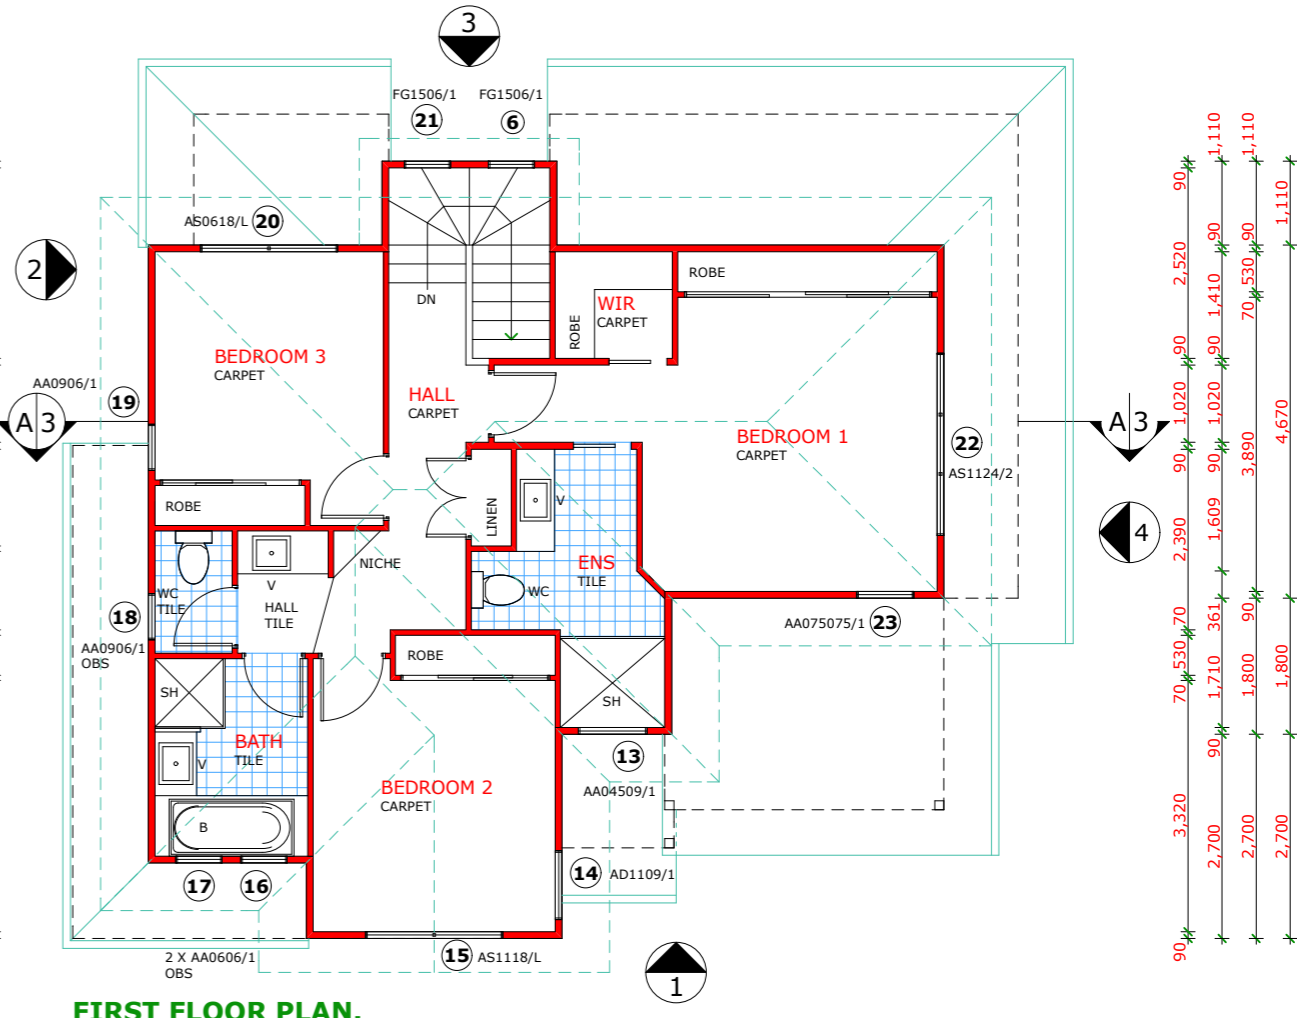 3
FG1506/1 FG1506/1
21 6
AS0618/L 20
2
ROBE
DN
WIR
CARPET
ROBE
BEDROOM 3
CARPET
AA0906/1
19
A 3
HALL
CARPET
BEDROOM 1
CARPET
22
AS1124/2
A 3
4
ROBE
LINEN
V
NICHE
ENS
TILE
WC
WC
TILE
V
HALL
TILE
18
AA0906/1
OBS
AA075075/1 23
ROBE
SH
SH
BATH
TILE
V
B
BEDROOM 2
CARPET
13
AA04509/1
14 AD1109/1
17 16
2 X AA0606/1
OBS
15 AS1118/L
1
FIRST FLOOR PLAN.
90
2,520
90
1,020
90
2,390
70
530
70
3,320
90
1,110
90
1,410
90
1,020
90
1,609
361
1,710
90
2,700
1,110
90
530
70
3,890
90
1,800
2,700
1,110
4,670
1,800
2,700